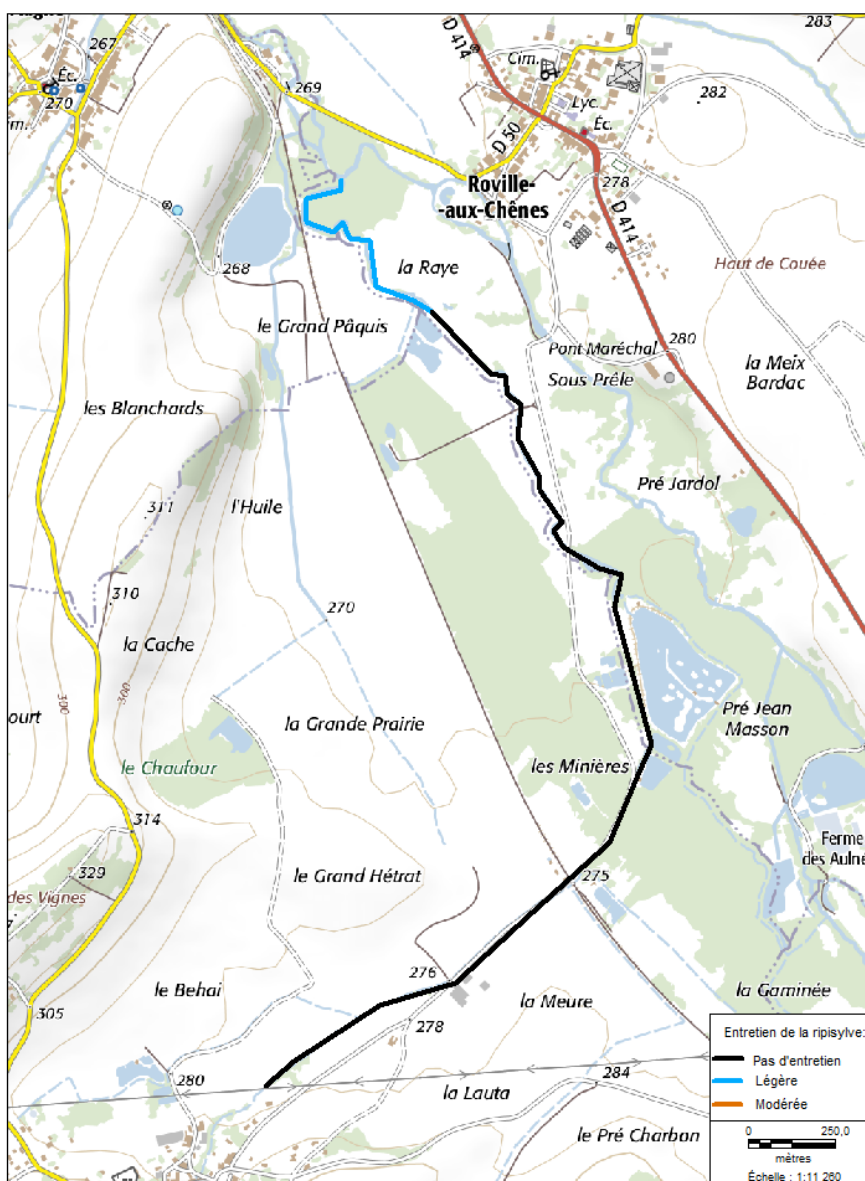 267
Éc.
270
269
D 414
Cim.
283
282
Lyc.
Éc.
D 50
278
Roville-
-aux-Chênes
D 414
268
la Raye
Haut de Couée
le Grand Pâquis
Pont Maréchal
280
la Meix
Bardac
Sous Prêle
les Blanchards
Pré Jardol
l'Huile
311
310
270
la Cache
300
300
ourt
la Grande Prairie
Pré Jean
Masson
le Chaufour
les Minières
314
Ferme
des Aulne
329
des Vignes
le Grand Hétrat
275
276
le Behai
la Meure
la Gaminée
305
278
280
la Lauta
284
le Pré Charbon
Entretien de la ripisylve:
Pas d'entretien
Légère
Modérée
0 250,0
mètres
Échelle : 1:11 260